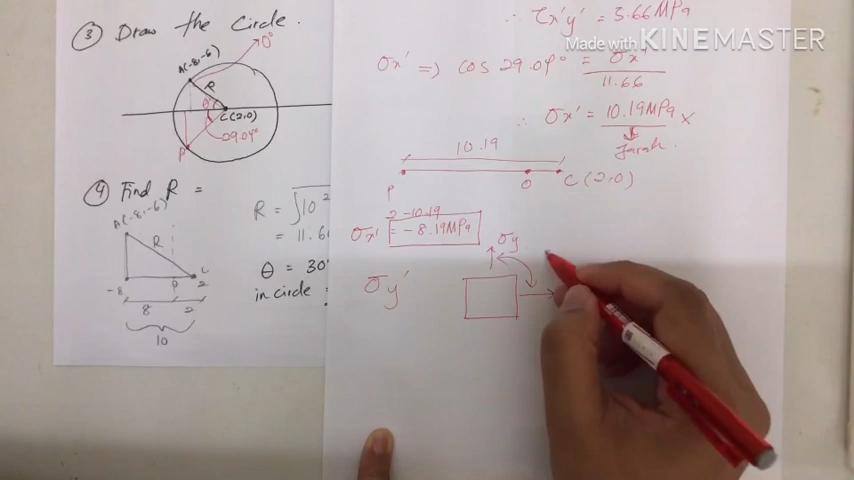 ③ Draw the Circle.
0°
A(-8,-6)
R
θ
C(2,0)
29.04°
P
④ Find R =
A(-8,-6)
R
-8
0
C
2
8
2
10
R = √10²
= 11.6
θ = 30°
in circle
∴ τx'y' = 5.66MPa
Made with KINEMASTER
σx' => cos 29.04° = σx'
11.66
∴ σx' = 10.19MPa x
Jarak.
10.19
P
0
C(2,0)
2-10.19
σx' = -8.19MPa
σy
σy'